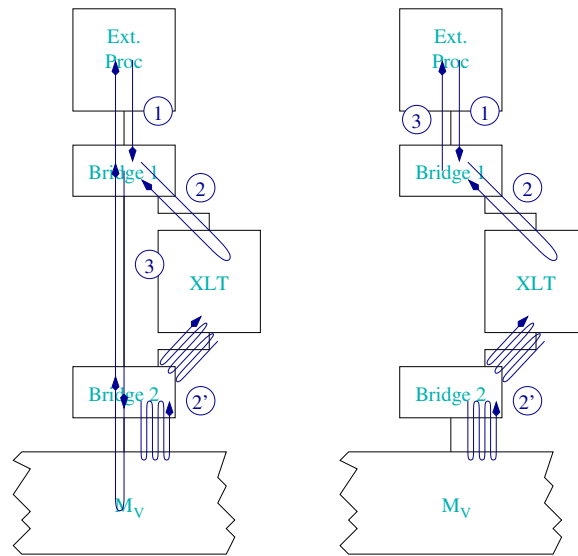 Ext.
Proc
1
Bridge 1
2
3
XLT
Bridge 2
2'
MV
Ext.
Proc
3
1
Bridge 1
2
XLT
Bridge 2
2'
MV